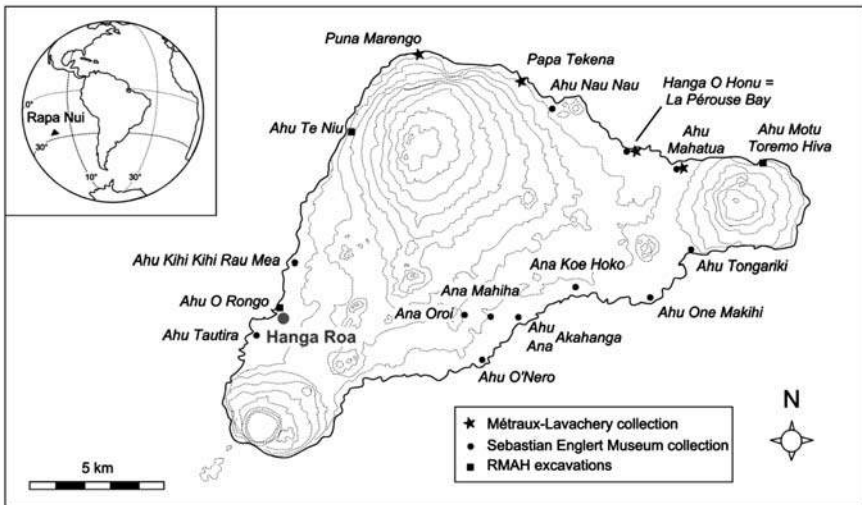 Puna Marengo
Papa Tekena
Ahu Nau Nau
Hanga O Honu =
La Pérouse Bay
Rapa Nui
0°
30°
10°
30°
Ahu Te Niu
Ahu
Mahatua
Ahu Motu
Toremo Hiva
Ahu Kihi Kihi Rau Mea
Ana Koe Hoko
Ahu Tongariki
Ahu O Rongo
Ana Mahiha
Ana Oroi
Ahu One Makihi
Ahu Tautira
Hanga Roa
Ahu Akahanga
Ana
Ahu O'Nero
N
Métraux-Lavachery collection
Sebastian Englert Museum collection
RMAH excavations
5 km